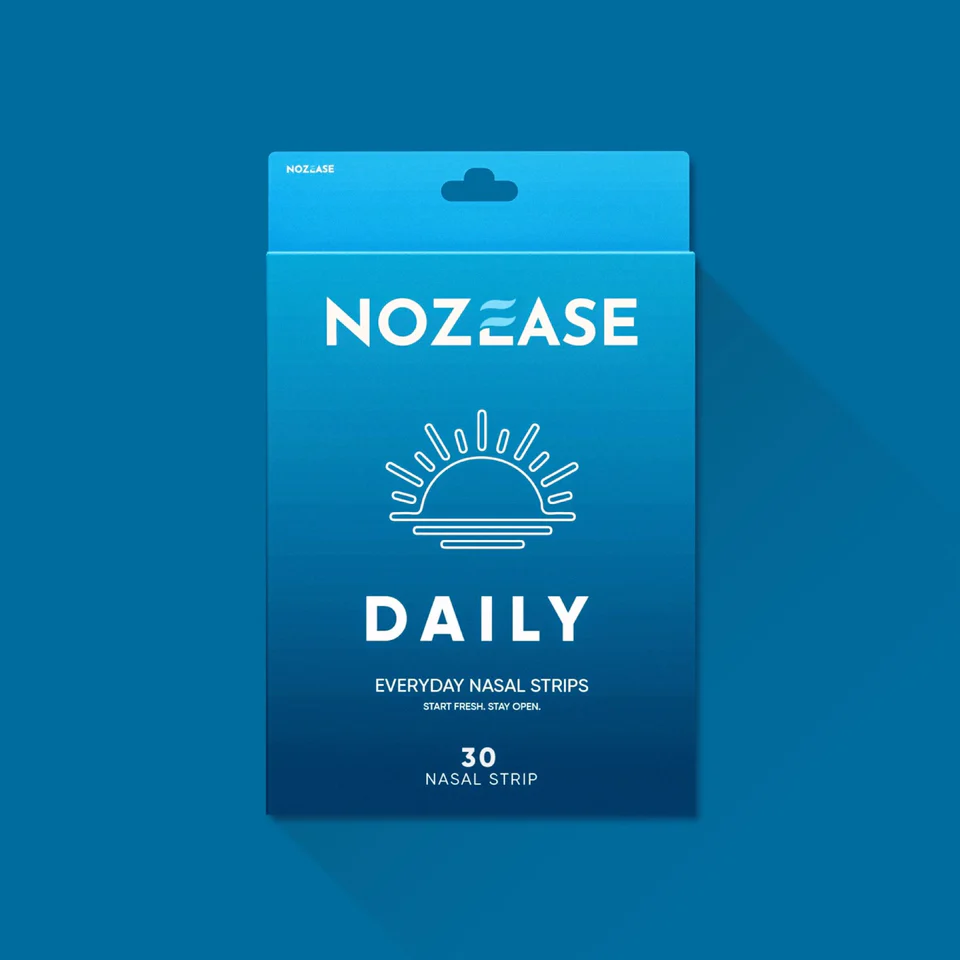 NOZEASE
NOZEASE
DAILY
EVERYDAY NASAL STRIPS
START FRESH. STAY OPEN.
30
NASAL STRIP